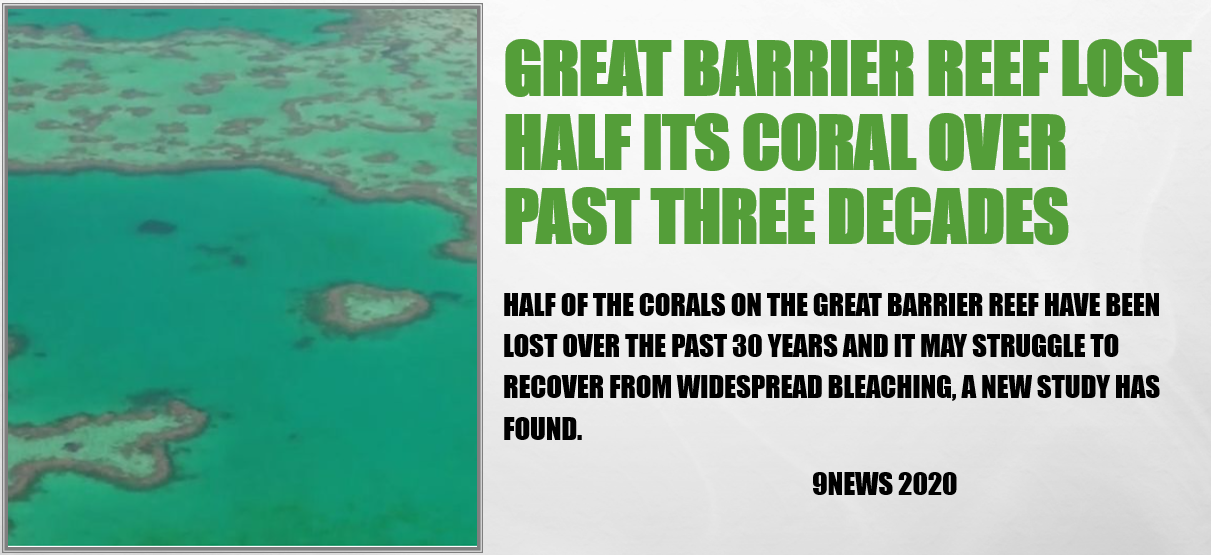 GREAT BARRIER REEF LOST
HALF ITS CORAL OVER
PAST THREE DECADES
HALF OF THE CORALS ON THE GREAT BARRIER REEF HAVE BEEN
LOST OVER THE PAST 30 YEARS AND IT MAY STRUGGLE TO
RECOVER FROM WIDESPREAD BLEACHING, A NEW STUDY HAS
FOUND.
9NEWS 2020